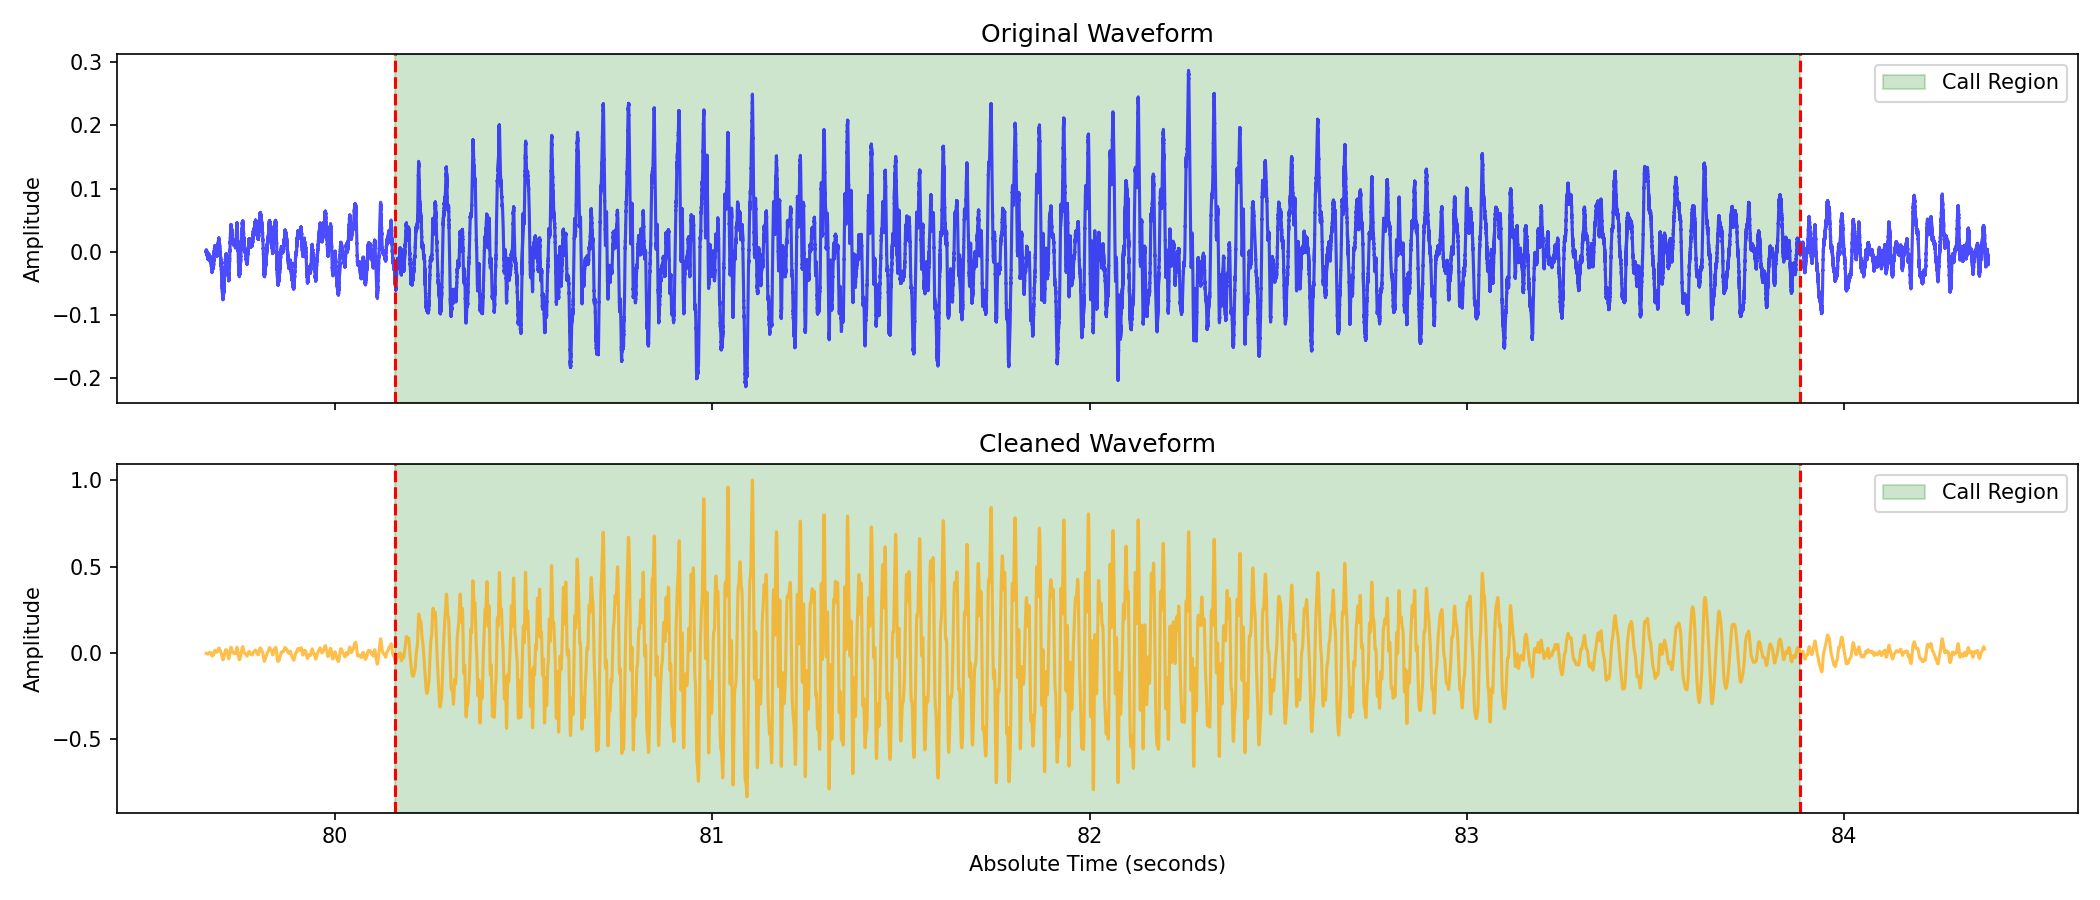 Original Waveform
Call Region
0.3
0.2
0.1
0.0
−0.1
−0.2
Amplitude
Cleaned Waveform
Call Region
1.0
0.5
0.0
−0.5
Amplitude
80 81 82 83 84
Absolute Time (seconds)